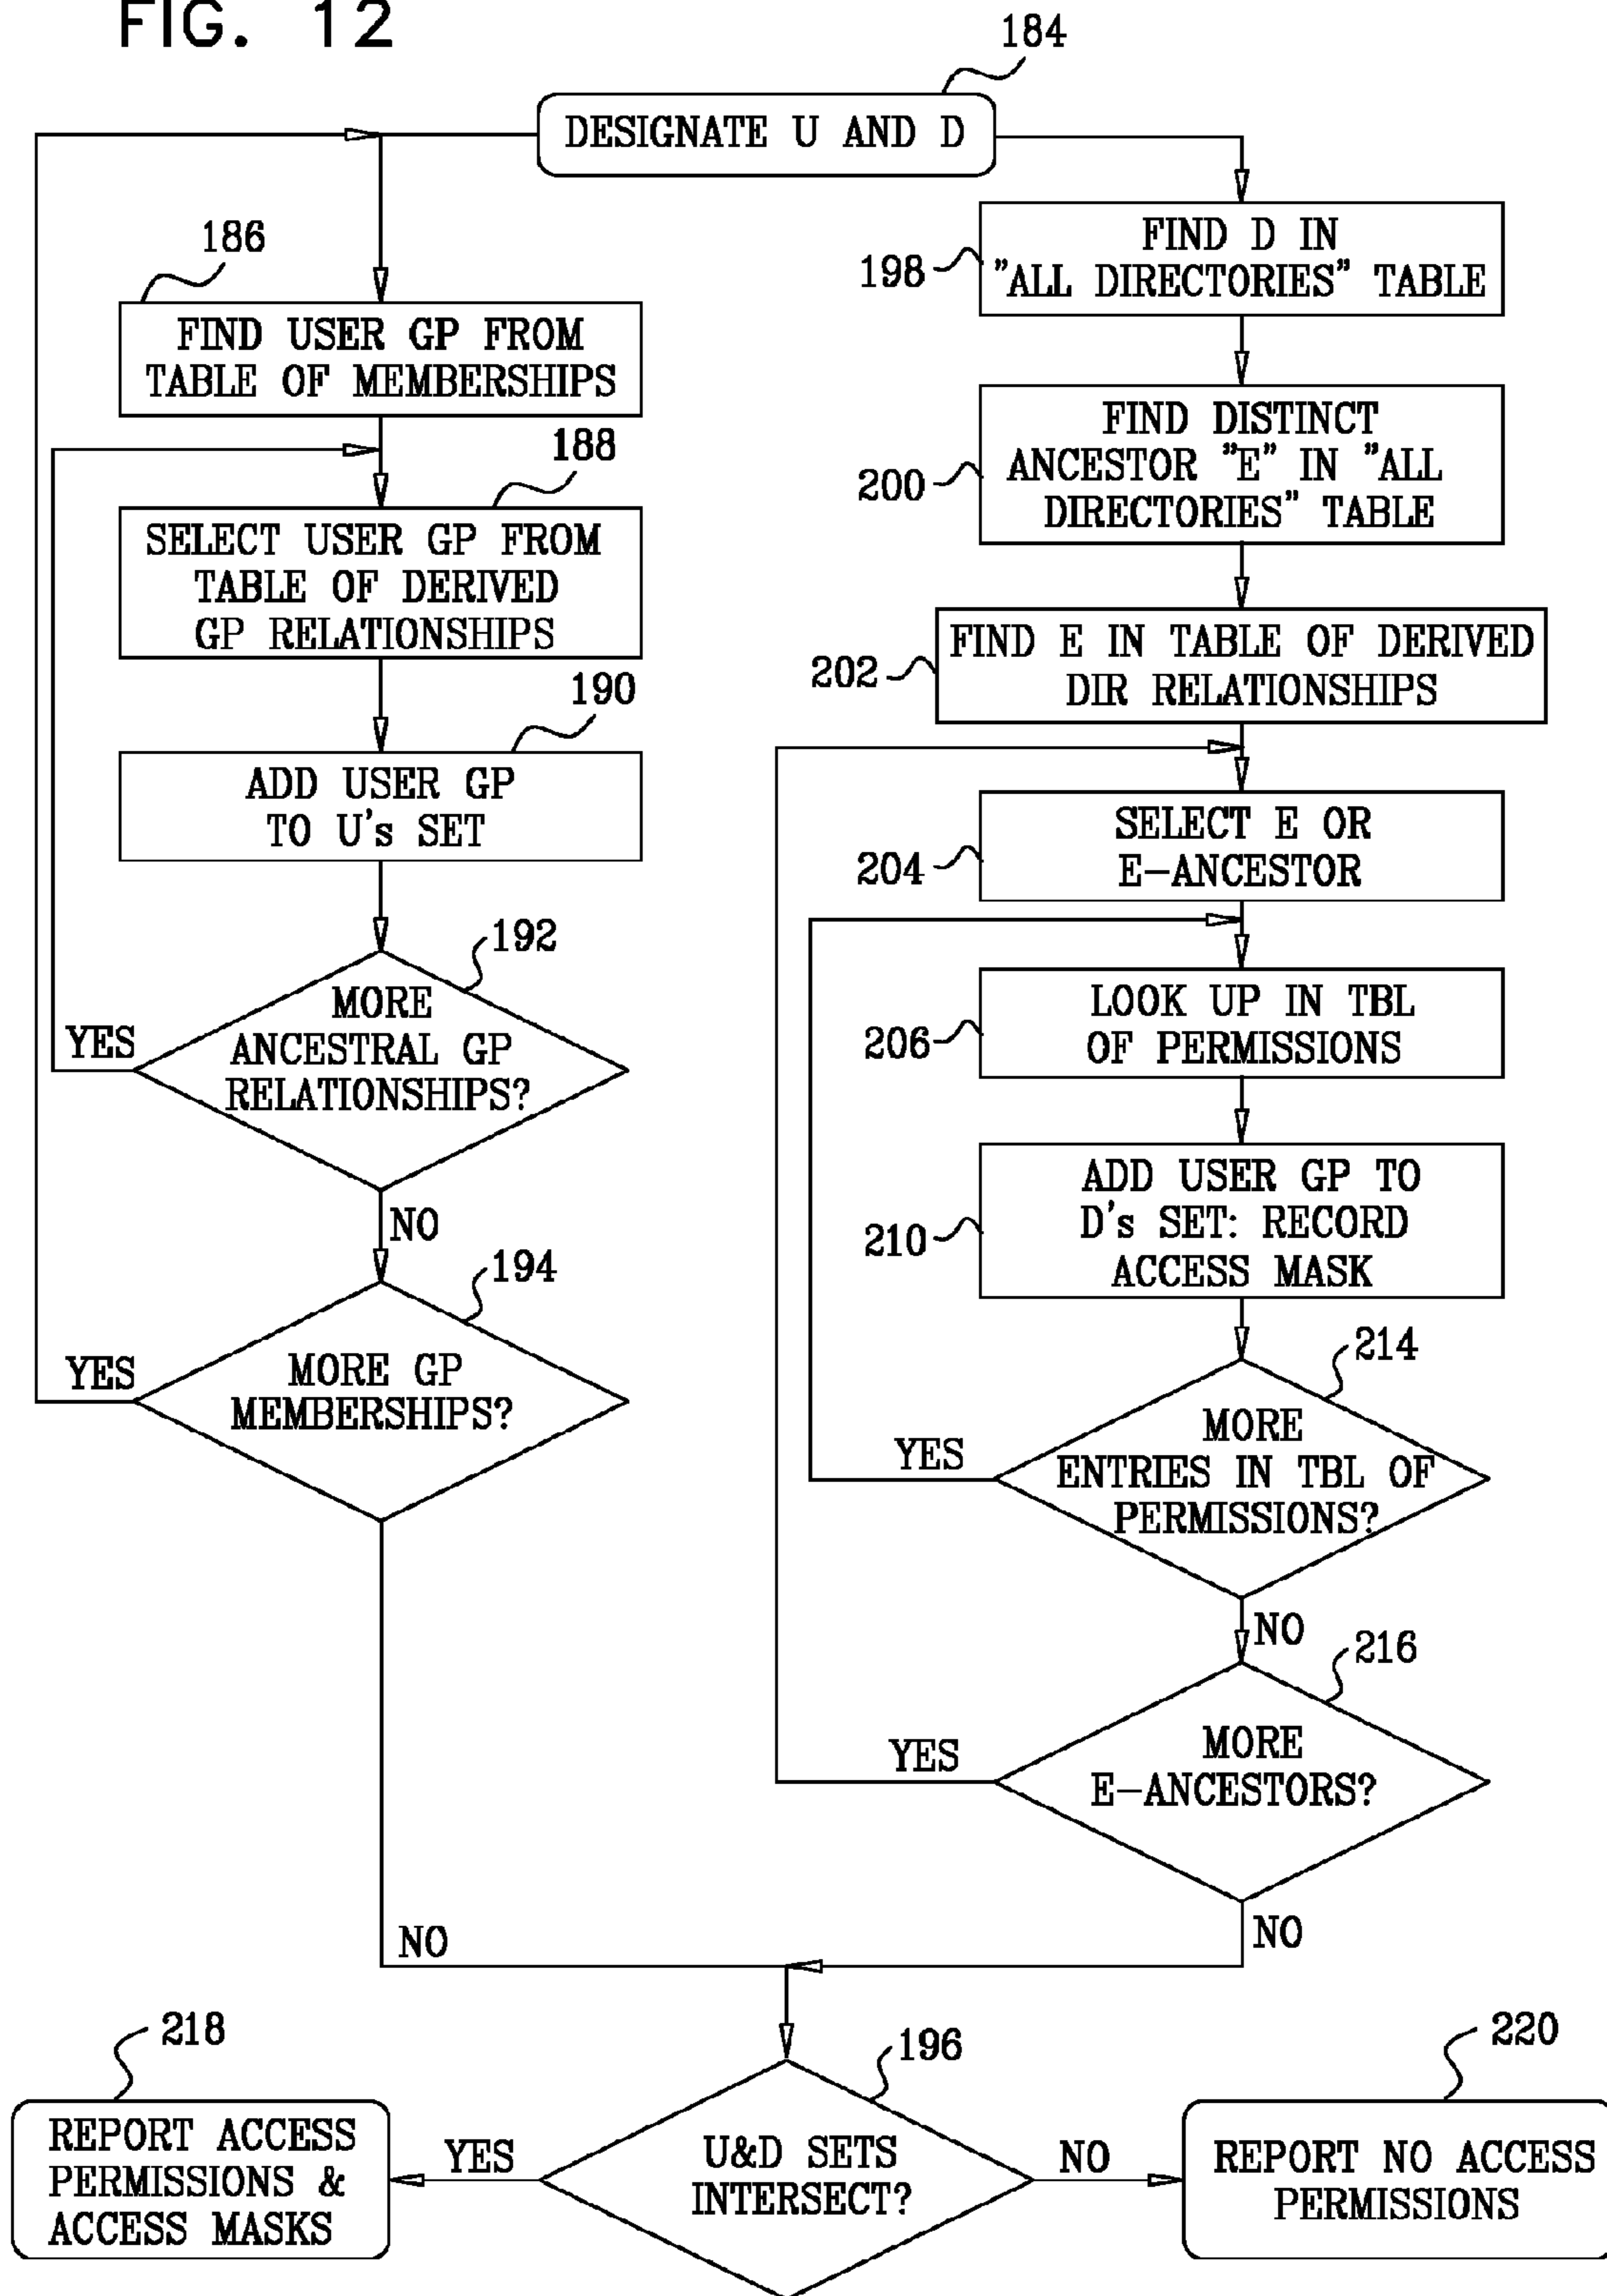 FIG. 12
184
DESIGNATE U AND D
186
FIND USER GP FROM
TABLE OF MEMBERSHIPS
188
SELECT USER GP FROM
TABLE OF DERIVED
GP RELATIONSHIPS
190
ADD USER GP
TO U's SET
192
MORE
ANCESTRAL GP
RELATIONSHIPS?
YES
NO
194
MORE GP
MEMBERSHIPS?
YES
NO
198
FIND D IN
"ALL DIRECTORIES" TABLE
200
FIND DISTINCT
ANCESTOR "E" IN "ALL
DIRECTORIES" TABLE
202
FIND E IN TABLE OF DERIVED
DIR RELATIONSHIPS
204
SELECT E OR
E-ANCESTOR
206
LOOK UP IN TBL
OF PERMISSIONS
210
ADD USER GP TO
D's SET: RECORD
ACCESS MASK
214
MORE
ENTRIES IN TBL OF
PERMISSIONS?
YES
NO
216
MORE
E-ANCESTORS?
YES
NO
196
U&D SETS
INTERSECT?
YES
NO
218
REPORT ACCESS
PERMISSIONS &
ACCESS MASKS
220
REPORT NO ACCESS
PERMISSIONS